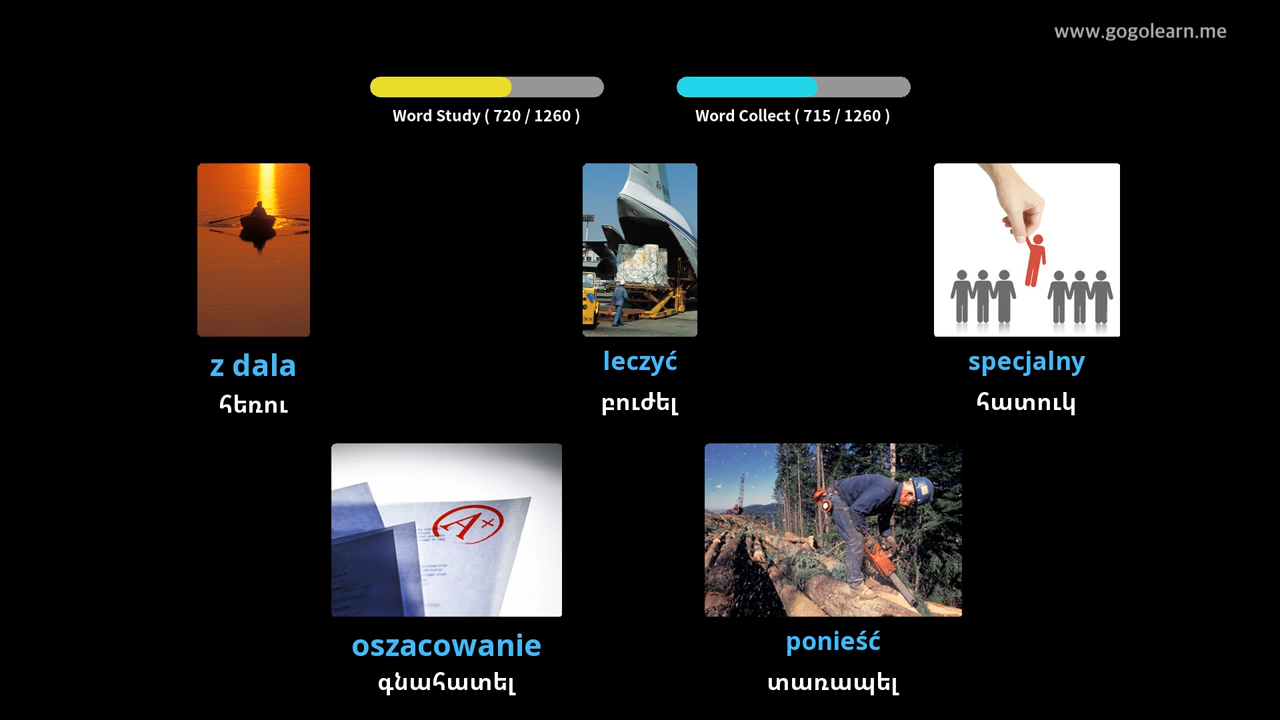 www.gogolearn.me
Word Study ( 720 / 1260 )
Word Collect ( 715 / 1260 )
z dala
հեռու
leczyć
բուժել
specjalny
հատուկ
A+
oszacowanie
գնահատել
ponieść
տառապել